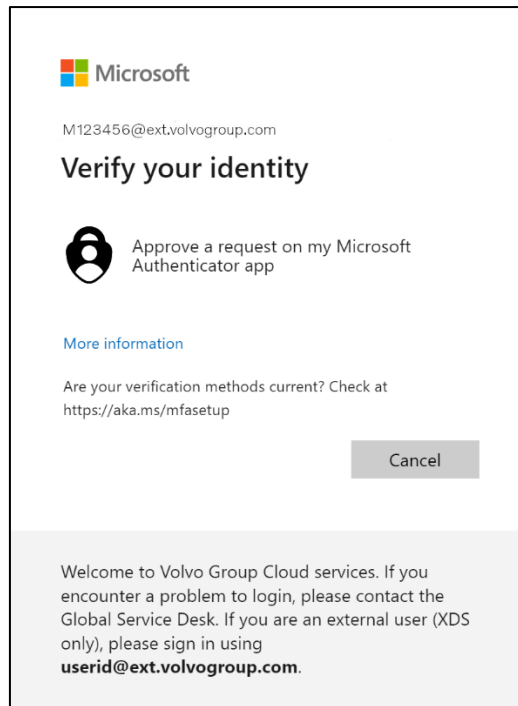 Microsoft
M123456@ext.volvogroup.com
Verify your identity
Approve a request on my Microsoft
Authenticator app
More information
Are your verification methods current? Check at
https://aka.ms/mfasetup
Cancel
Welcome to Volvo Group Cloud services. If you
encounter a problem to login, please contact the
Global Service Desk. If you are an external user (XDS
only), please sign in using
userid@ext.volvogroup.com.